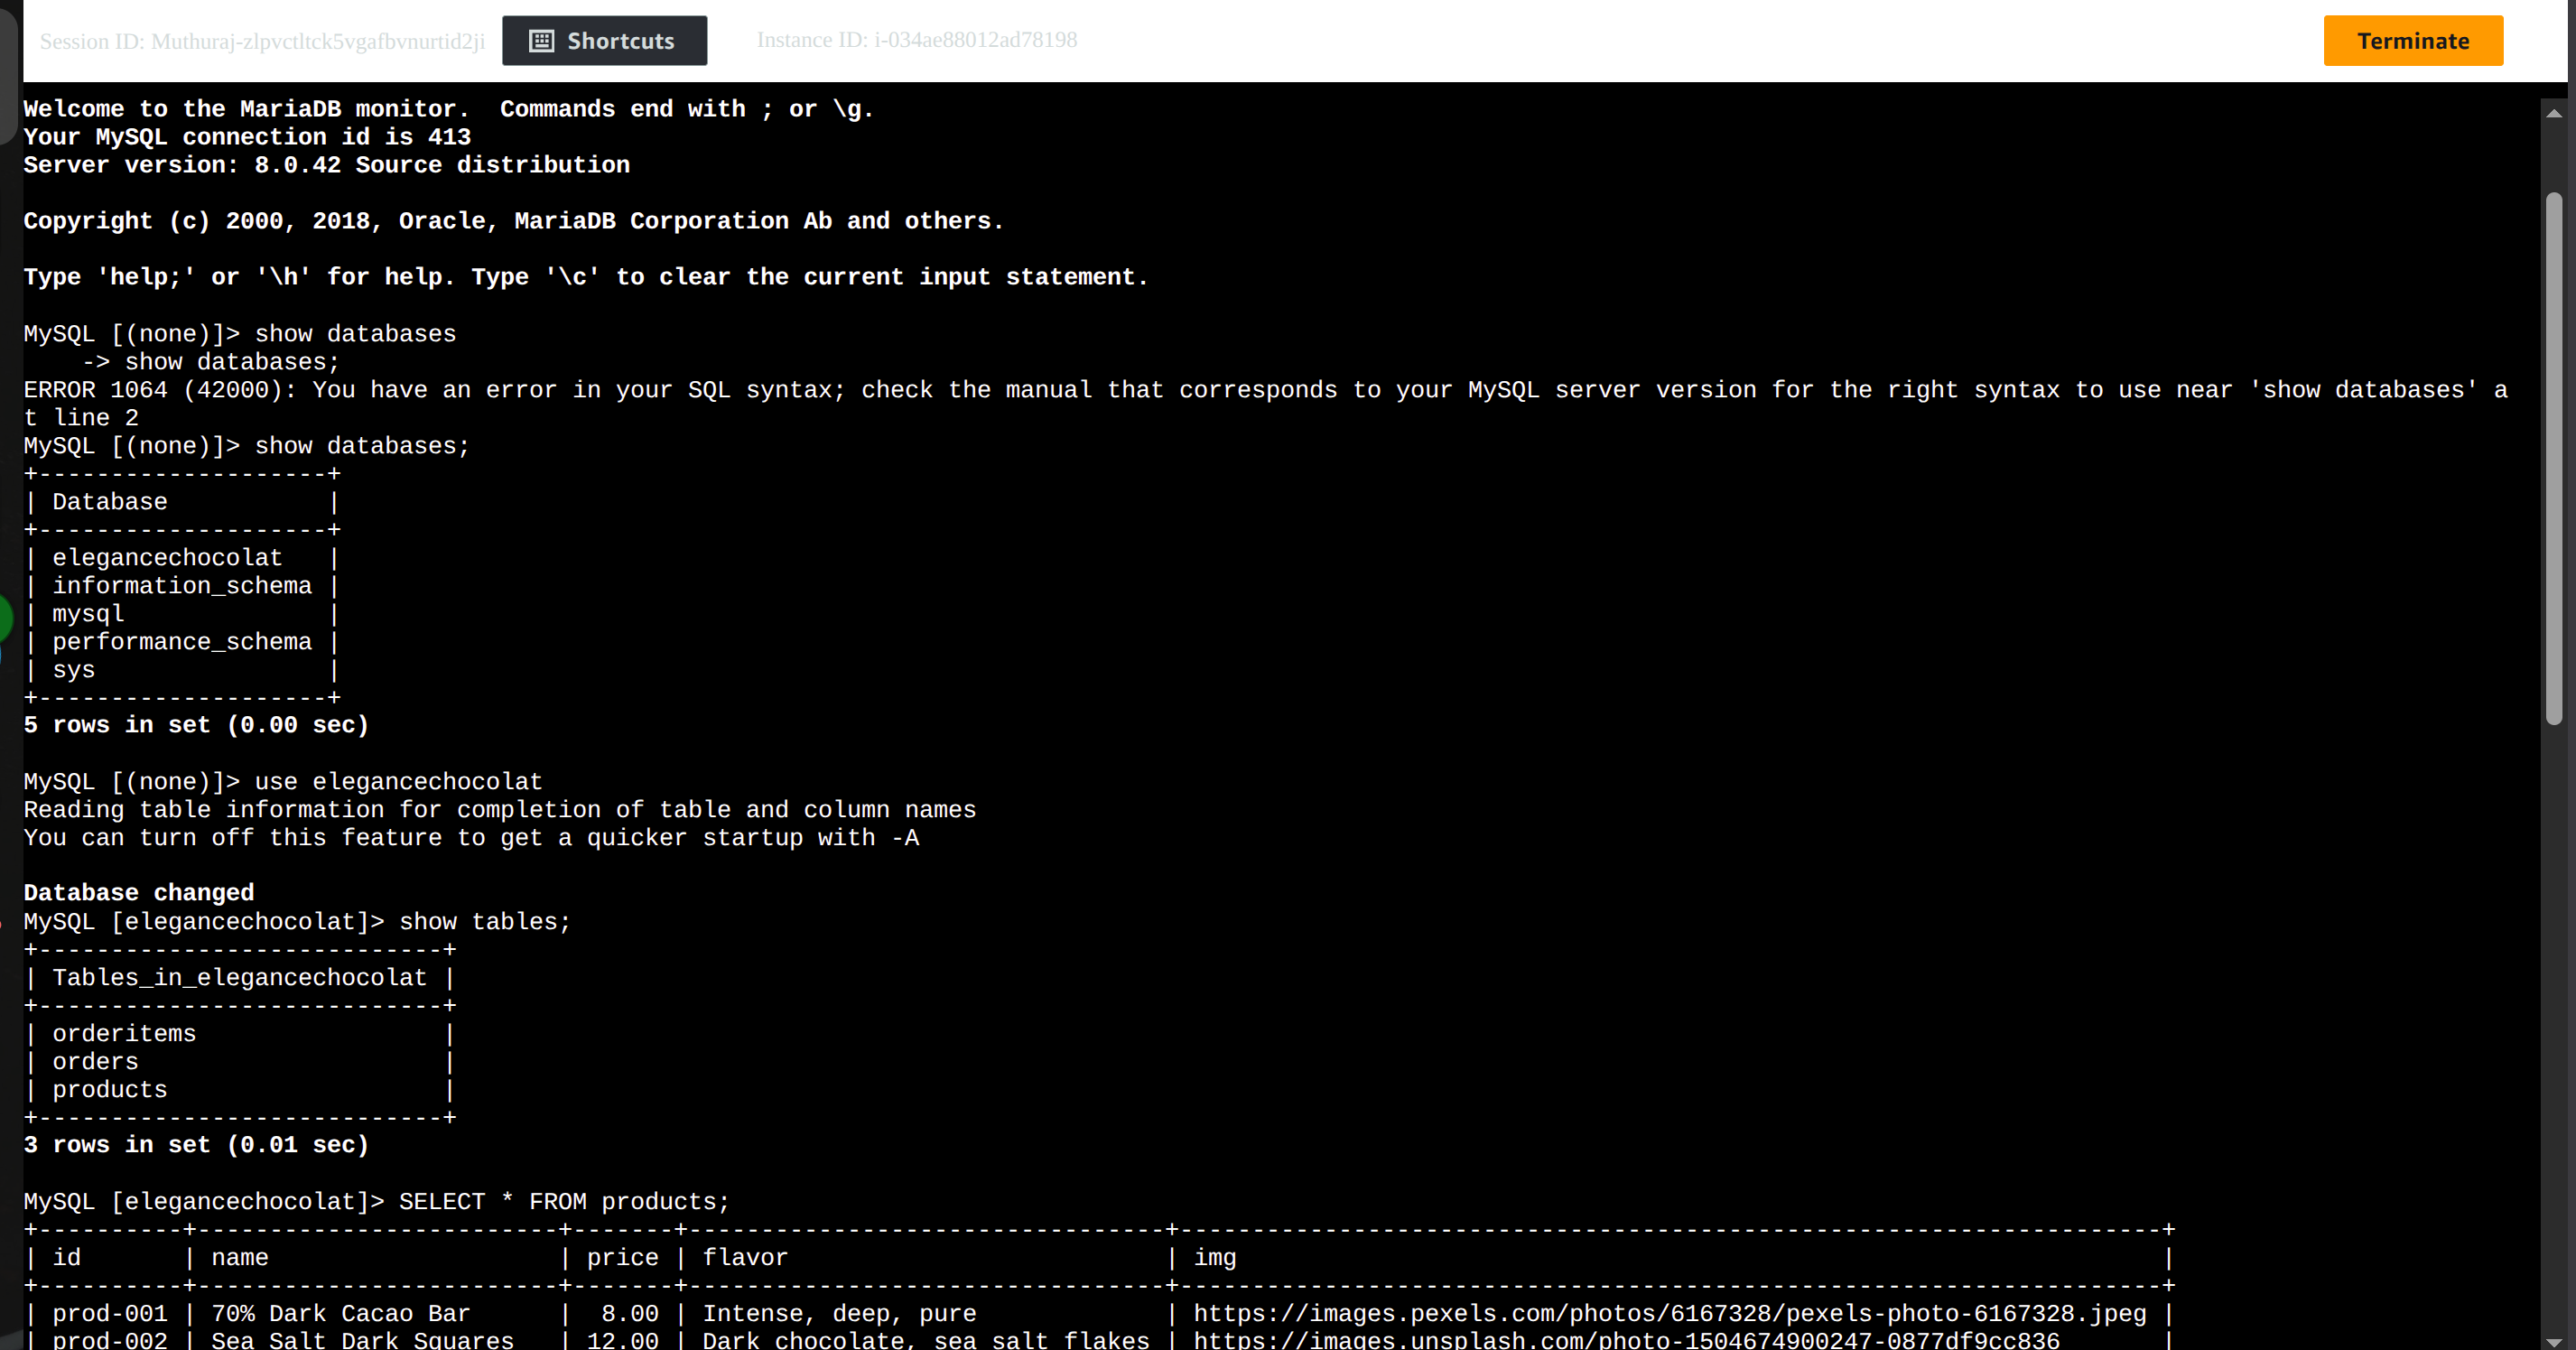 Session ID: Muthuraj-zlpvctltck5vgafbvnurtid2ji Shortcuts Instance ID: i-034ae88012ad78198 Terminate
Welcome to the MariaDB monitor.  Commands end with ; or \g.
Your MySQL connection id is 413
Server version: 8.0.42 Source distribution
Copyright (c) 2000, 2018, Oracle, MariaDB Corporation Ab and others.
Type 'help;' or '\h' for help. Type '\c' to clear the current input statement.
MySQL [(none)]> show databases
    -> show databases;
ERROR 1064 (42000): You have an error in your SQL syntax; check the manual that corresponds to your MySQL server version for the right syntax to use near 'show databases' a
t line 2
MySQL [(none)]> show databases;
+--------------------+
| Database           |
+--------------------+
| elegancechocolat   |
| information_schema |
| mysql              |
| performance_schema |
| sys                |
+--------------------+
5 rows in set (0.00 sec)
MySQL [(none)]> use elegancechocolat
Reading table information for completion of table and column names
You can turn off this feature to get a quicker startup with -A
Database changed
MySQL [elegancechocolat]> show tables;
+----------------------------+
| Tables_in_elegancechocolat |
+----------------------------+
| orderitems                 |
| orders                     |
| products                   |
+----------------------------+
3 rows in set (0.01 sec)
MySQL [elegancechocolat]> SELECT * FROM products;
+----------+-------------------------+-------+---------------------------------+--------------------------------------------------------------------+
| id       | name                    | price | flavor                          | img                                                                |
+----------+-------------------------+-------+---------------------------------+--------------------------------------------------------------------+
| prod-001 | 70% Dark Cacao Bar      |  8.00 | Intense, deep, pure             | https://images.pexels.com/photos/6167328/pexels-photo-6167328.jpeg |
| prod-002 | Sea Salt Dark Squares   | 12.00 | Dark chocolate, sea salt flakes | https://images.unsplash.com/photo-1504674900247-0877df9cc836       |